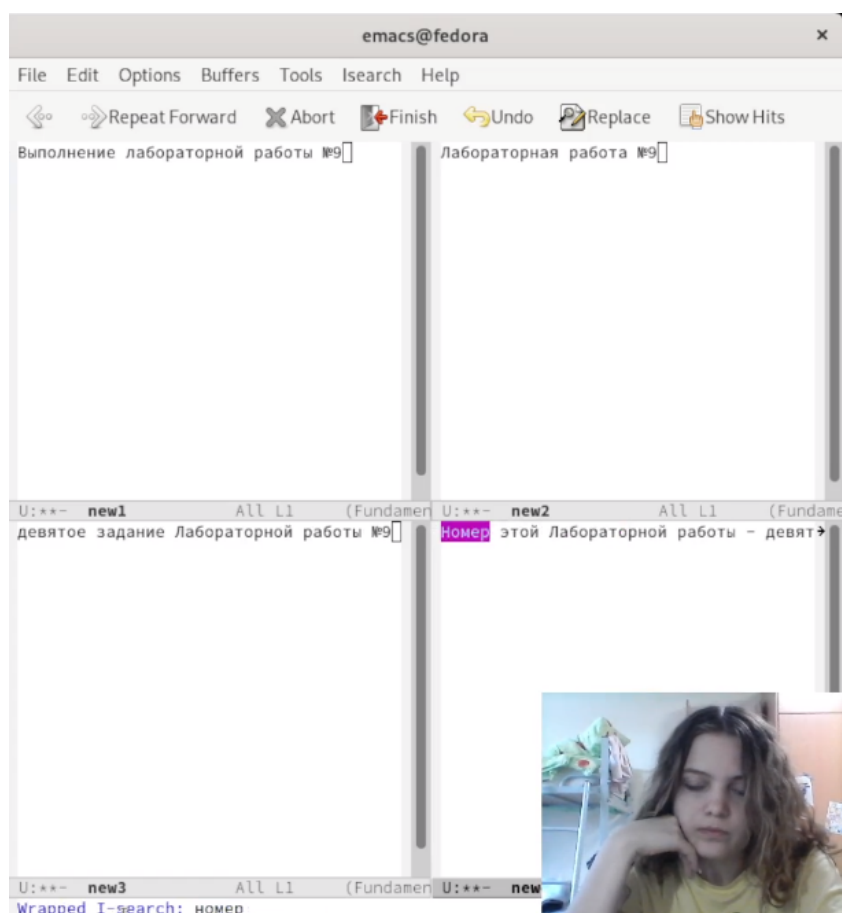 emacs@fedora
File Edit Options Buffers Tools Isearch Help
Repeat Forward Abort Finish Undo Replace Show Hits
Выполнение лабораторной работы №9
Лабораторная работа №9
U:**- new1 All L1 (Fundamen
U:**- new2 All L1 (Fundame
девятое задание Лабораторной работы №9
Номер этой Лабораторной работы - девят
U:**- new3 All L1 (Fundamen
U:**- new
Wrapped I-search: номер